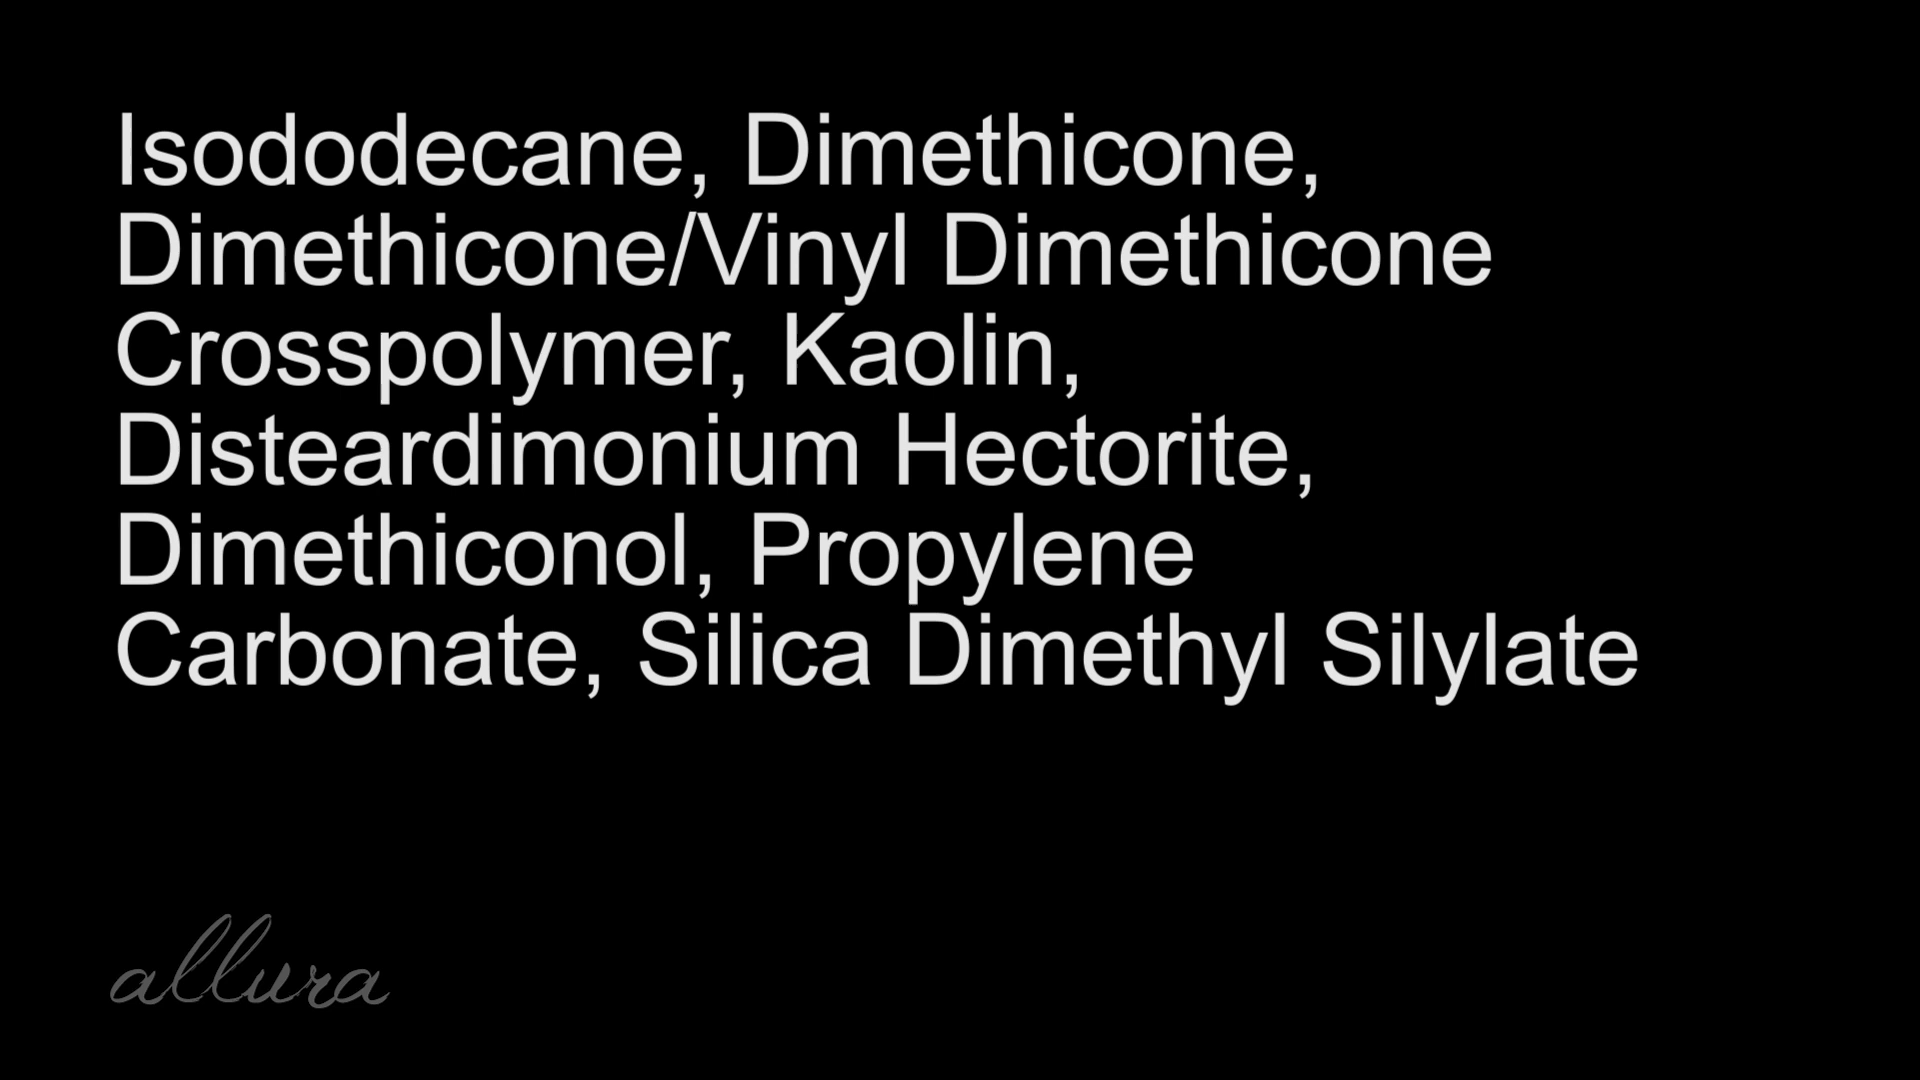 Isododecane, Dimethicone,
Dimethicone/Vinyl Dimethicone
Crosspolymer, Kaolin,
Disteardimonium Hectorite,
Dimethiconol, Propylene
Carbonate, Silica Dimethyl Silylate
allura